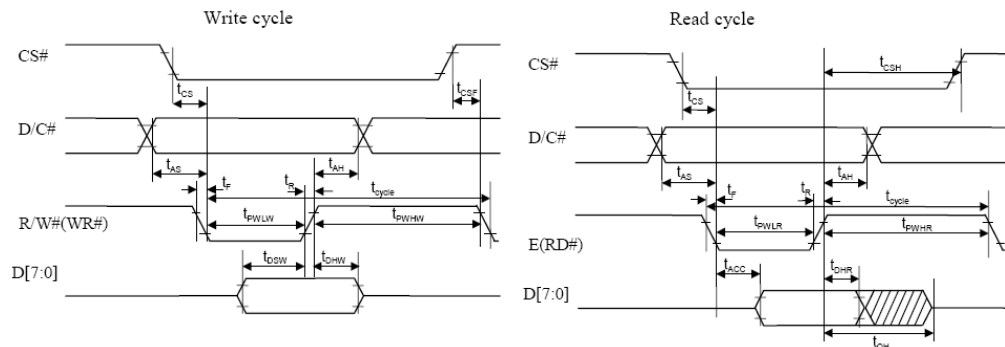 Write cycle
CS#
tCS
tCSF
D/C#
tAS
tAH
tF
tR
tcycle
R/W#(WR#)
tPWLW
tPWHW
tDSW
tDHW
D[7:0]
Read cycle
CS#
tCSH
tCS
D/C#
tAS
tAH
tF
tR
tcycle
E(RD#)
tPWLR
tPWHR
tACC
tDHR
D[7:0]
tOH